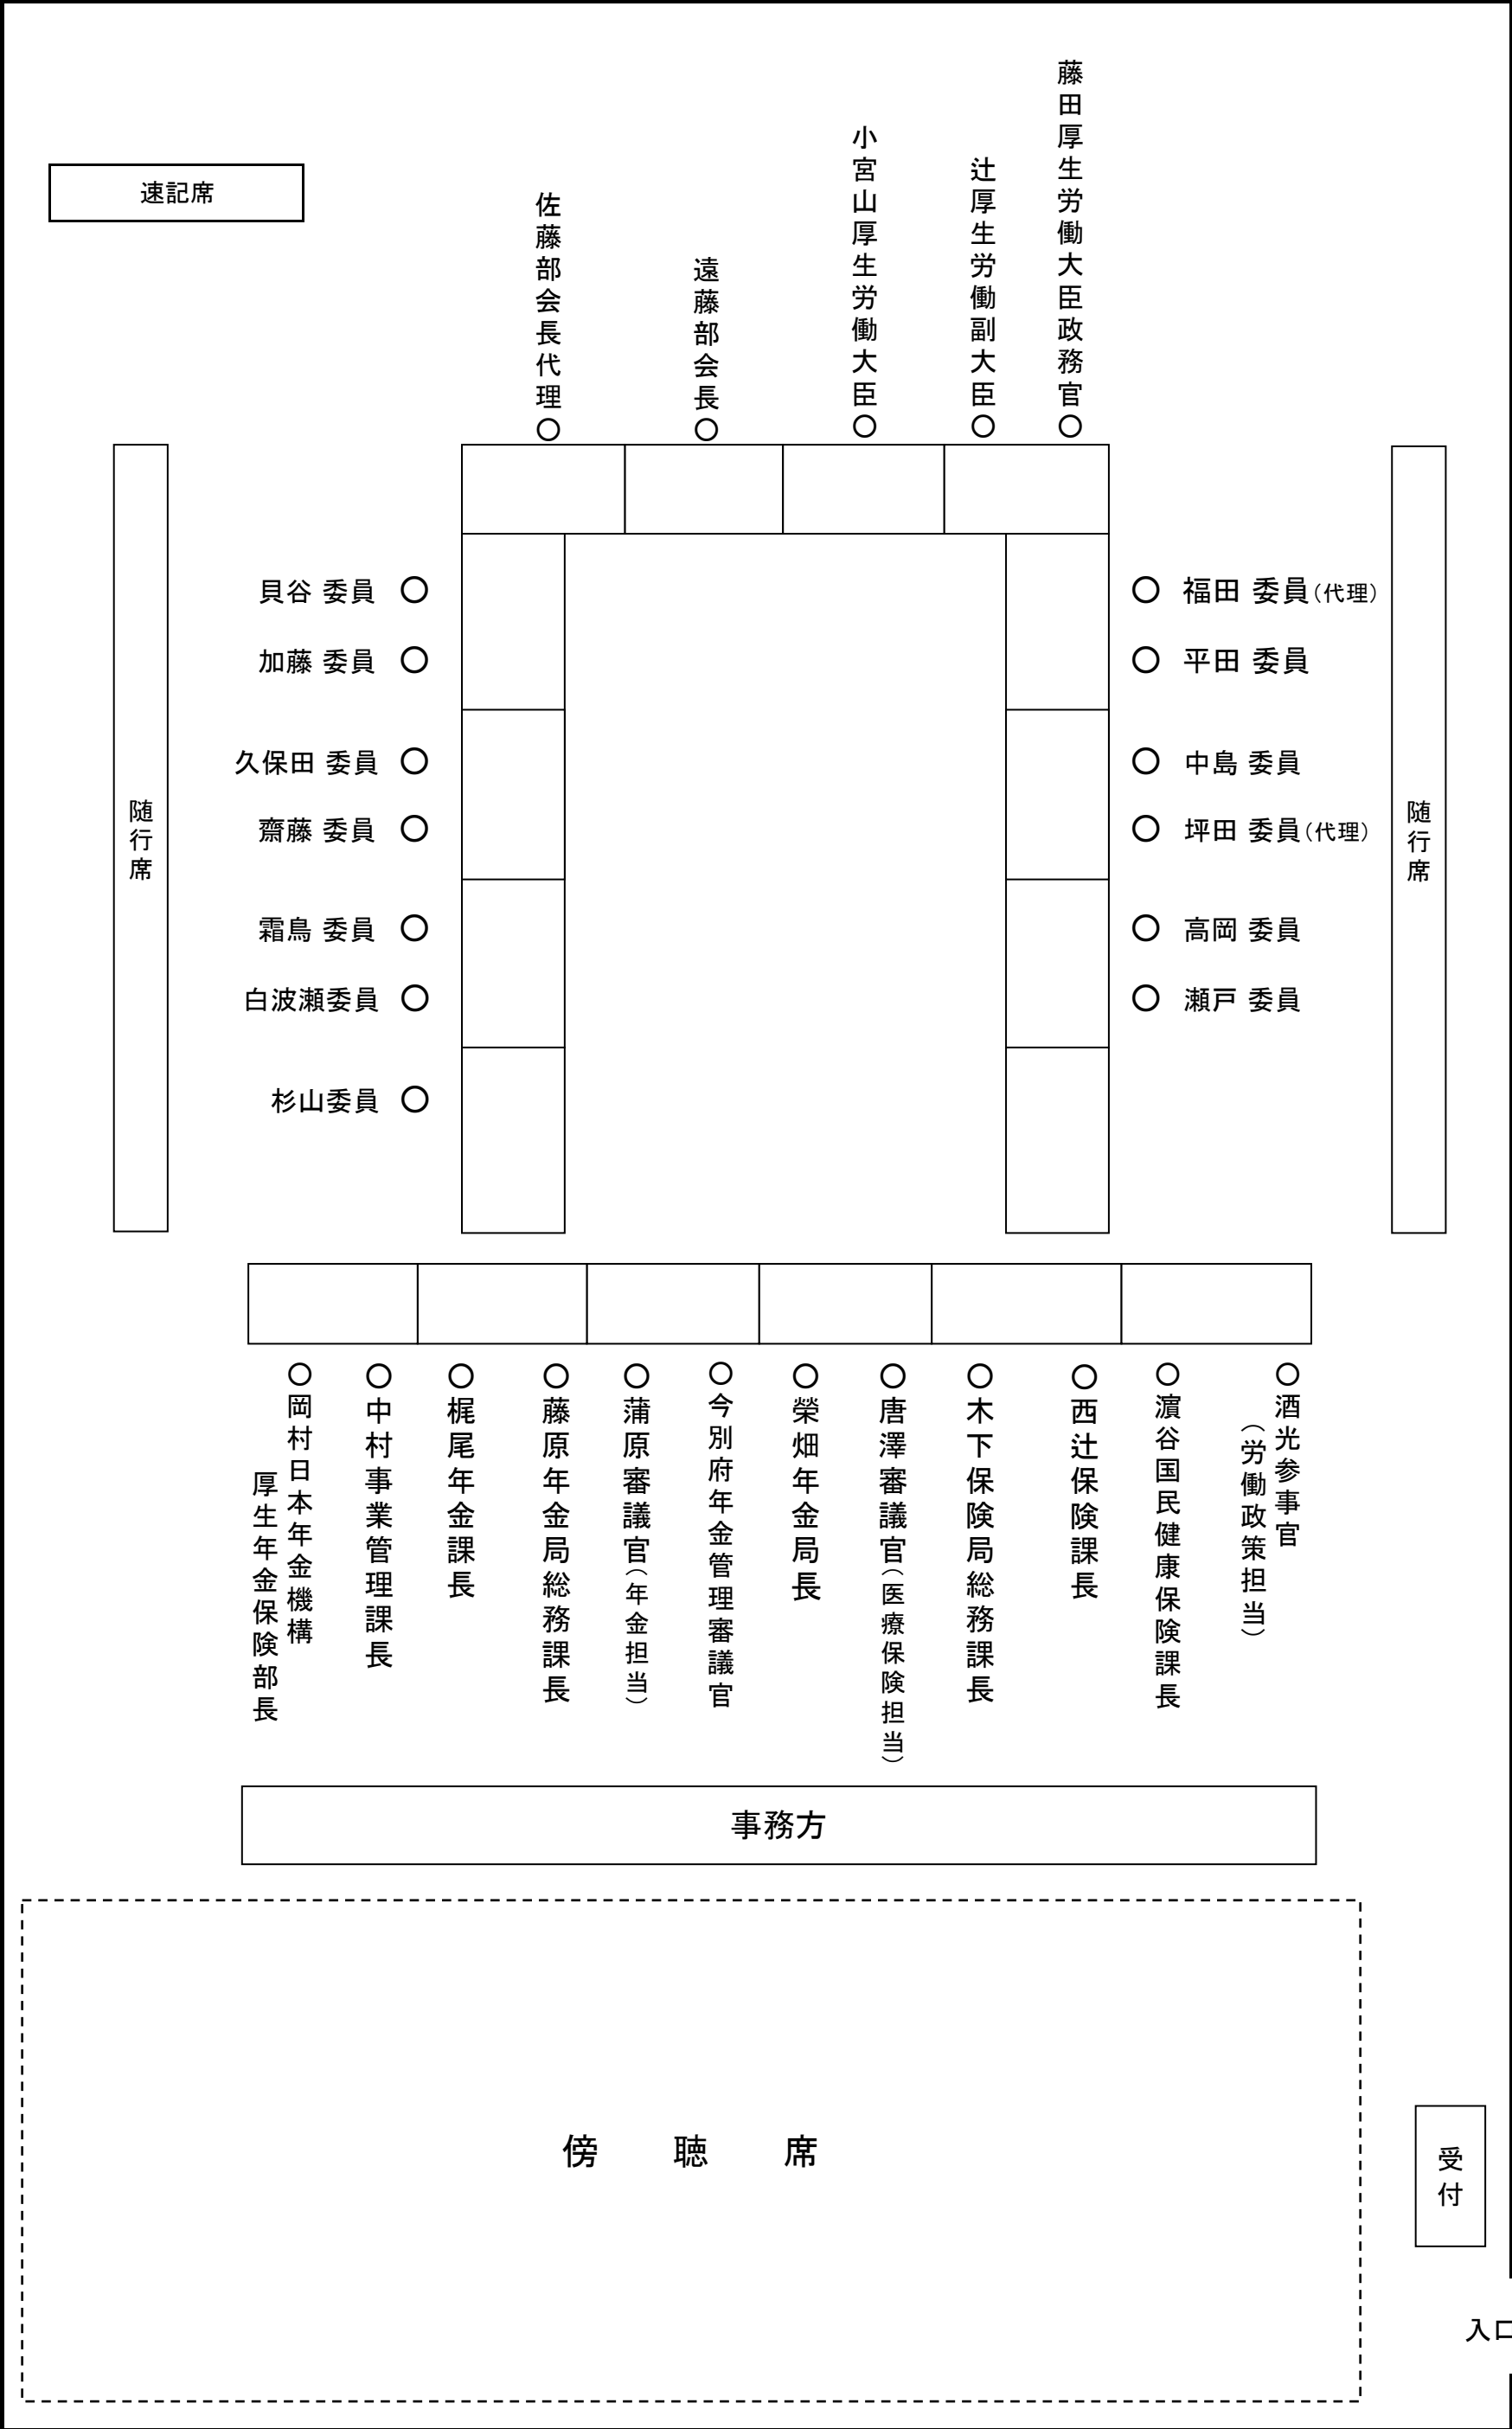 速記席
佐藤部会長代理
遠藤部会長
小宮山厚生労働大臣
辻厚生労働副大臣
藤田厚生労働大臣政務官
随行席
貝谷 委員
加藤 委員
久保田 委員
齋藤 委員
霜鳥 委員
白波瀬委員
杉山委員
福田 委員(代理)
平田 委員
中島 委員
坪田 委員(代理)
高岡 委員
瀬戸 委員
随行席
岡村日本年金機構
厚生年金保険部長
中村事業管理課長
梶尾年金課長
藤原年金局総務課長
蒲原審議官(年金担当)
今別府年金管理審議官
榮畑年金局長
唐澤審議官(医療保険担当)
木下保険局総務課長
西辻保険課長
濵谷国民健康保険課長
酒光参事官
(労働政策担当)
事務方
傍 聴 席
受付
入口